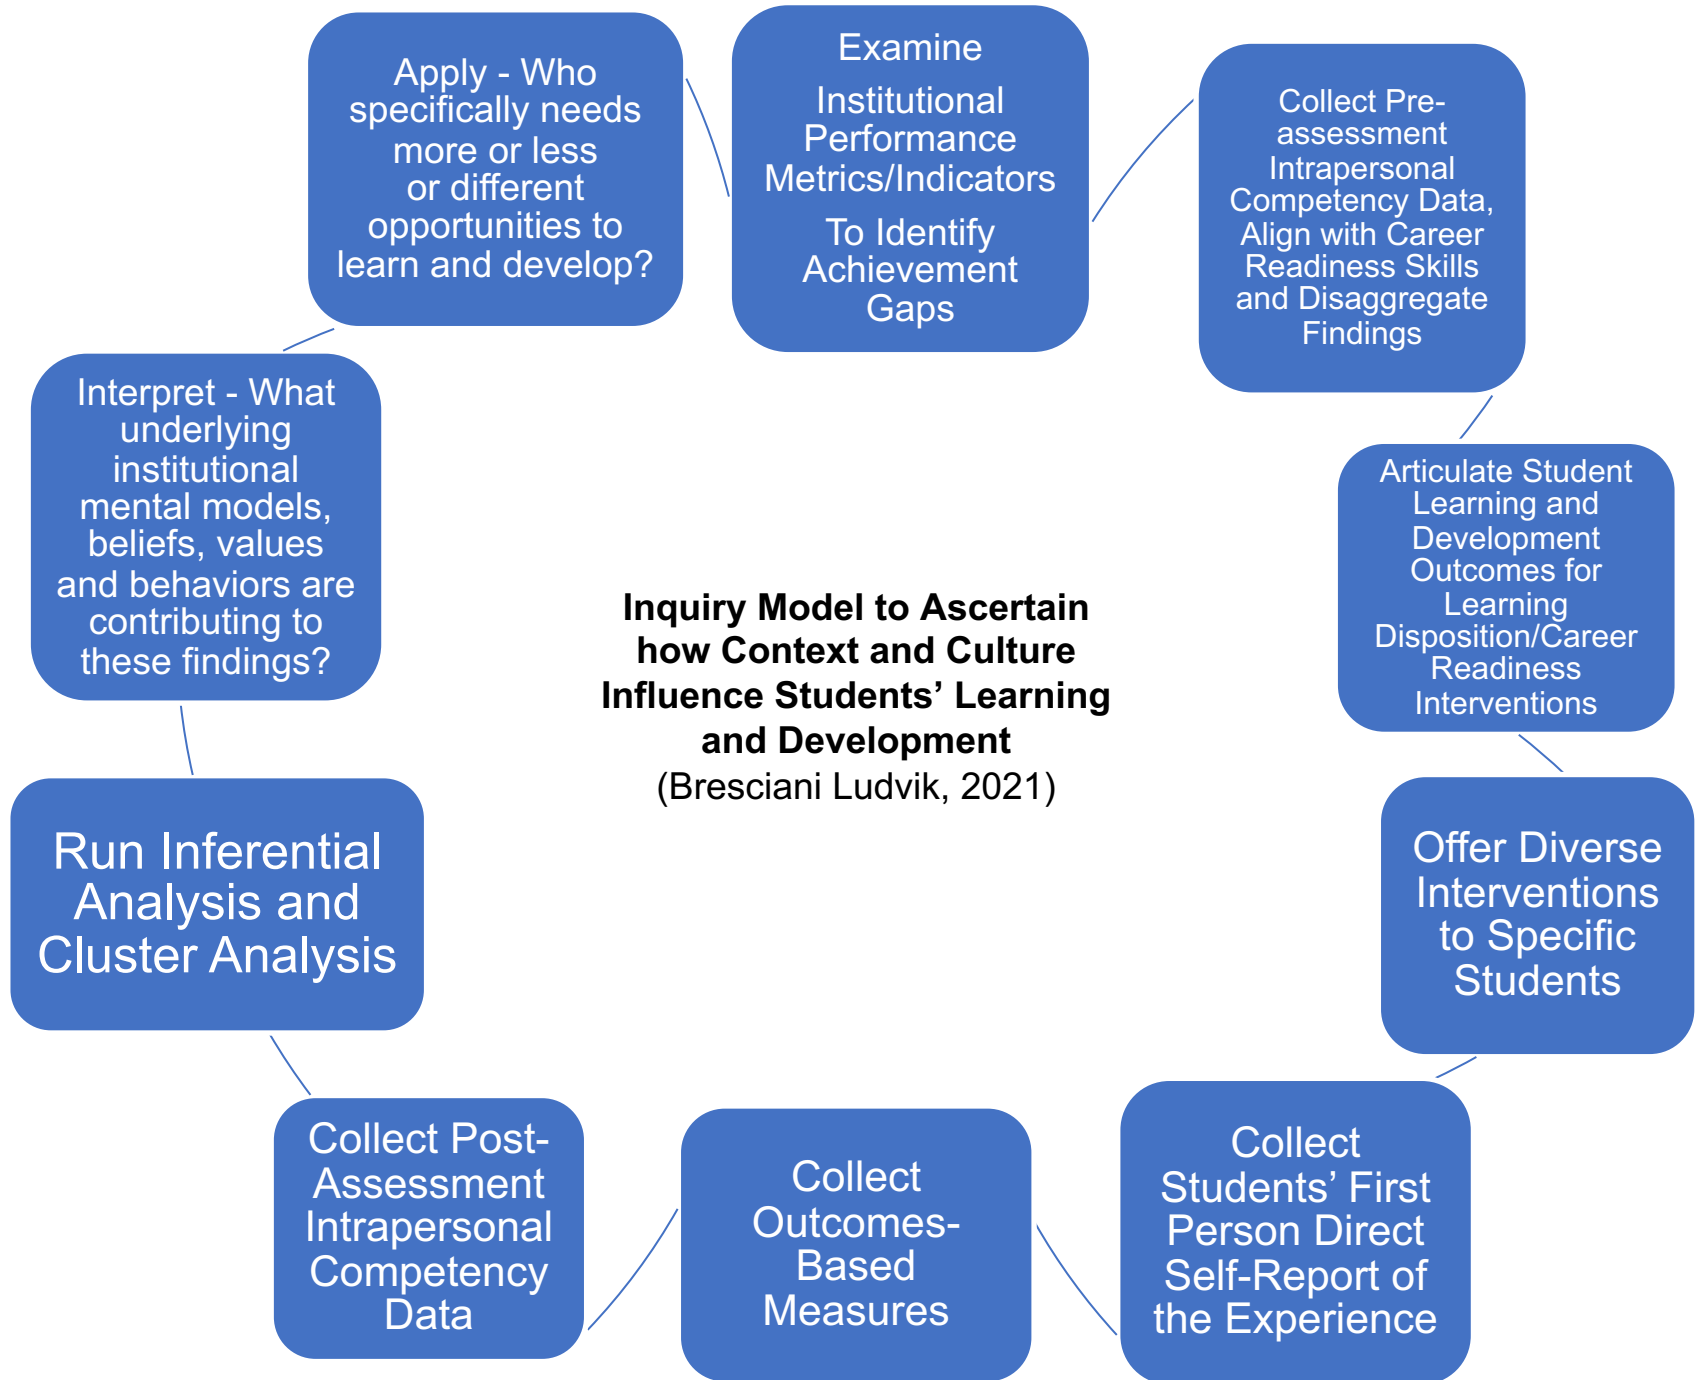 Examine
Institutional
Performance
Metrics/Indicators
To Identify
Achievement
Gaps
Collect Pre-
assessment
Intrapersonal
Competency Data,
Align with Career
Readiness Skills
and Disaggregate
Findings
Articulate Student
Learning and
Development
Outcomes for
Learning
Disposition/Career
Readiness
Interventions
Offer Diverse
Interventions
to Specific
Students
Collect
Students’ First
Person Direct
Self-Report of
the Experience
Collect
Outcomes-
Based
Measures
Collect Post-
Assessment
Intrapersonal
Competency
Data
Run Inferential
Analysis and
Cluster Analysis
Interpret - What
underlying
institutional
mental models,
beliefs, values
and behaviors are
contributing to
these findings?
Apply - Who
specifically needs
more or less
or different
opportunities to
learn and develop?
Inquiry Model to Ascertain
how Context and Culture
Influence Students’ Learning
and Development
(Bresciani Ludvik, 2021)